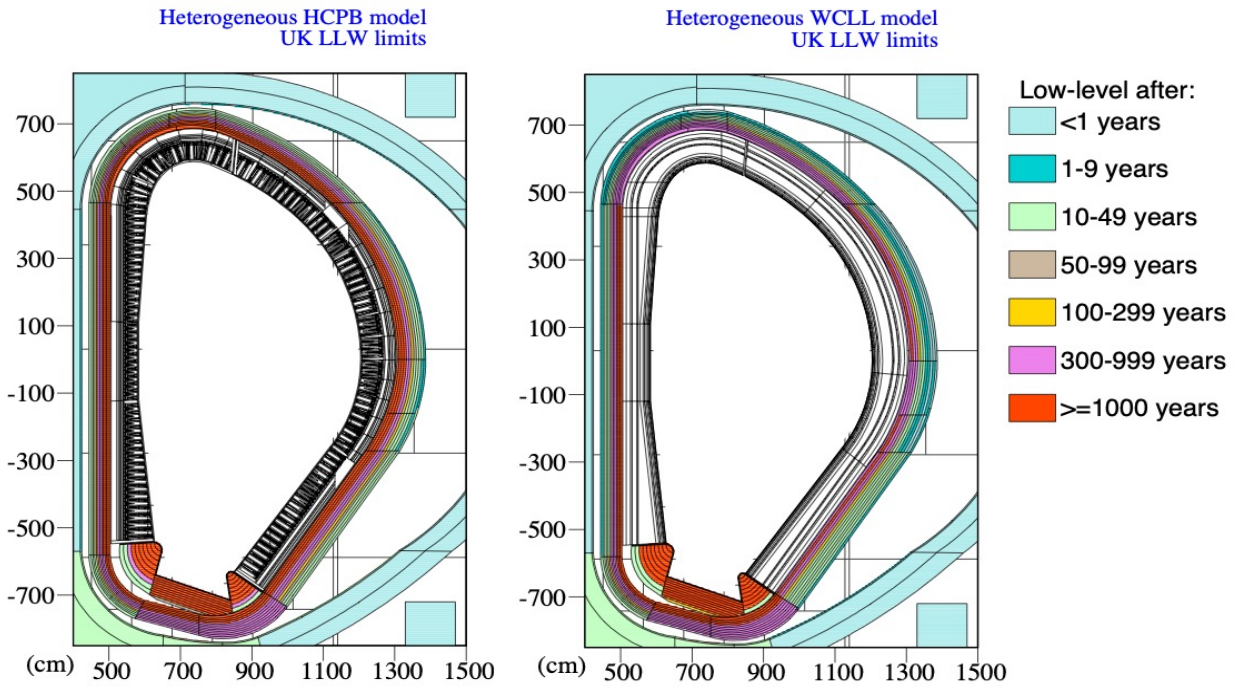 Heterogeneous HCPB model
UK LLW limits
Heterogeneous WCLL model
UK LLW limits
700
500
300
100
-100
-300
-500
-700
(cm)
500
700
900
1100
1300
1500
700
500
300
100
-100
-300
-500
-700
(cm)
500
700
900
1100
1300
1500
Low-level after:
<1 years
1-9 years
10-49 years
50-99 years
100-299 years
300-999 years
>=1000 years